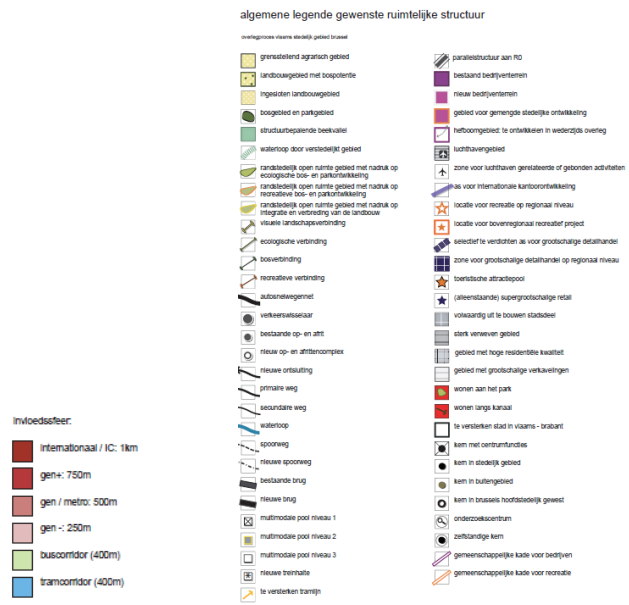 algemene legende gewenste ruimtelijke structuur
overlegproces vlaams stedelijk gebied brussel
grensstellend agrarisch gebied
landbouwgebied met bospotentie
ingesloten landbouwgebied
bosgebied en parkgebied
structuurbepalende beekvallei
waterloop door verstedelijkt gebied
randstedelijk open ruimte gebied met nadruk op
ecologische bos- en parkontwikkeling
randstedelijk open ruimte gebied met nadruk op
recreatieve bos- en parkontwikkeling
randstedelijk open ruimte gebied met nadruk op
integratie en verbreding van de landbouw
visuele landschapsverbinding
ecologische verbinding
bosverbinding
recreatieve verbinding
autosnelwegennet
verkeerswisselaar
bestaande op- en afrit
nieuw op- en afrittencomplex
nieuwe ontsluiting
primaire weg
secundaire weg
waterloop
spoorweg
nieuwe spoorweg
bestaande brug
nieuwe brug
multimodale pool niveau 1
multimodale pool niveau 2
multimodale pool niveau 3
nieuwe treinhalte
te versterken tramlijn
parallelstructuur aan R0
bestaand bedrijventerrein
nieuw bedrijventerrein
gebied voor gemengde stedelijke ontwikkeling
hefboomgebied: te ontwikkelen in wederzijds overleg
luchthavengebied
zone voor luchthaven gerelateerde of gebonden activiteiten
as voor internationale kantoorontwikkeling
locatie voor recreatie op regionaal niveau
locatie voor bovenregionaal recreatief project
selectief te verdichten as voor grootschalige detailhandel
zone voor grootschalige detailhandel op regionaal niveau
toeristische attractiepool
(alleenstaande) supergrootschalige retail
volwaardig uit te bouwen stadsdeel
sterk verweven gebied
gebied met hoge residentiële kwaliteit
gebied met grootschalige verkavelingen
wonen aan het park
wonen langs kanaal
te versterken stad in vlaams - brabant
kern met centrumfuncties
kern in stedelijk gebied
kern in buitengebied
kern in brussels hoofdstedelijk gewest
onderzoekscentrum
zelfstandige kern
gemeenschappelijke kade voor bedrijven
gemeenschappelijke kade voor recreatie
Invloedssfeer:
Internationaal / IC: 1km
gen+: 750m
gen / metro: 500m
gen -: 250m
buscorridor (400m)
tramcorridor (400m)